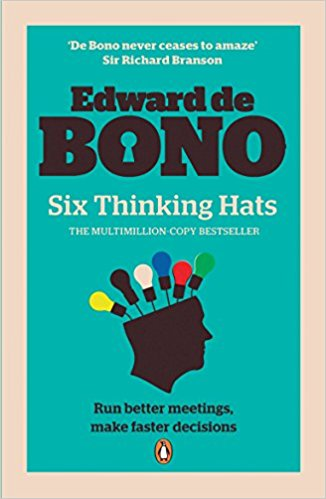 ‘De Bono never ceases to amaze’
Sir Richard Branson
Edward de
BONO
Six Thinking Hats
THE MULTIMILLION-COPY BESTSELLER
Run better meetings,
make faster decisions